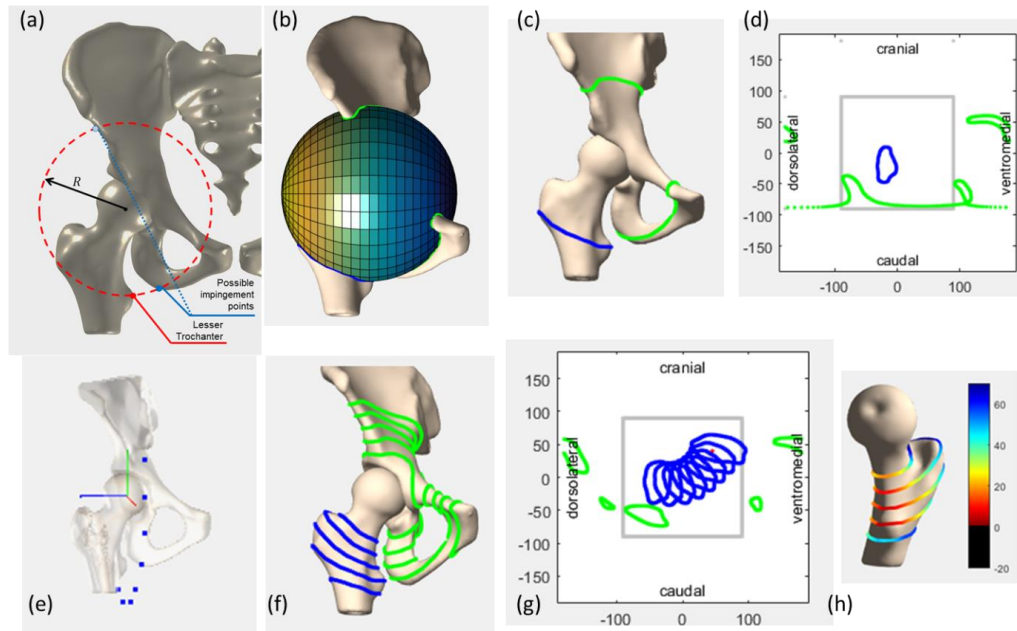 (a)
R
Possible
impingement
points
Lesser
Trochanter
(b)
(c)
(d)
cranial
150
100
50
0
-50
-100
-150
dorsolateral
ventromedial
caudal
-100 0 100
(e)
(f)
(g)
cranial
150
100
50
0
-50
-100
-150
dorsolateral
ventromedial
caudal
-100 0 100
(h)
60
40
20
0
-20